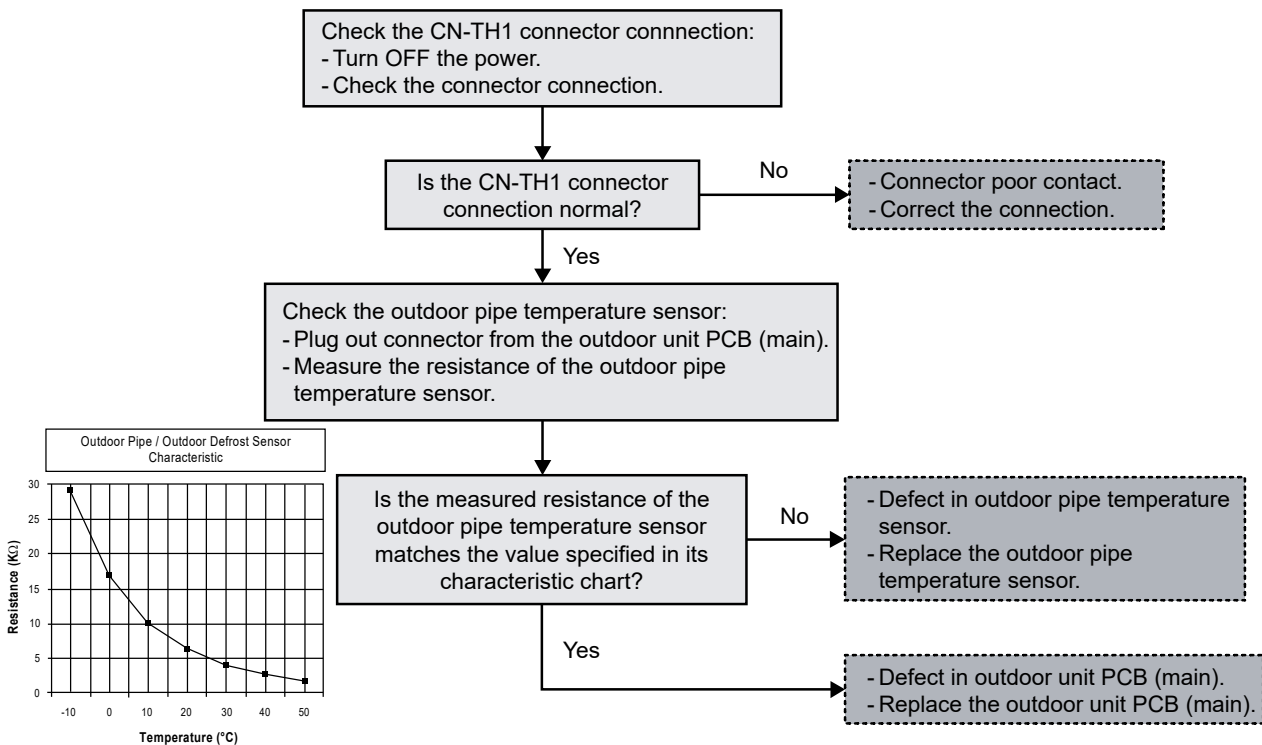 Check the CN-TH1 connector connnection:
- Turn OFF the power.
- Check the connector connection.
Is the CN-TH1 connector
connection normal?
No
- Connector poor contact.
- Correct the connection.
Yes
Check the outdoor pipe temperature sensor:
- Plug out connector from the outdoor unit PCB (main).
- Measure the resistance of the outdoor pipe
temperature sensor.
Outdoor Pipe / Outdoor Defrost Sensor
Characteristic
30
25
20
15
10
5
0
Resistance (KΩ)
-10 0 10 20 30 40 50
Temperature (°C)
Is the measured resistance of the
outdoor pipe temperature sensor
matches the value specified in its
characteristic chart?
No
- Defect in outdoor pipe temperature
sensor.
- Replace the outdoor pipe
temperature sensor.
Yes
- Defect in outdoor unit PCB (main).
- Replace the outdoor unit PCB (main).